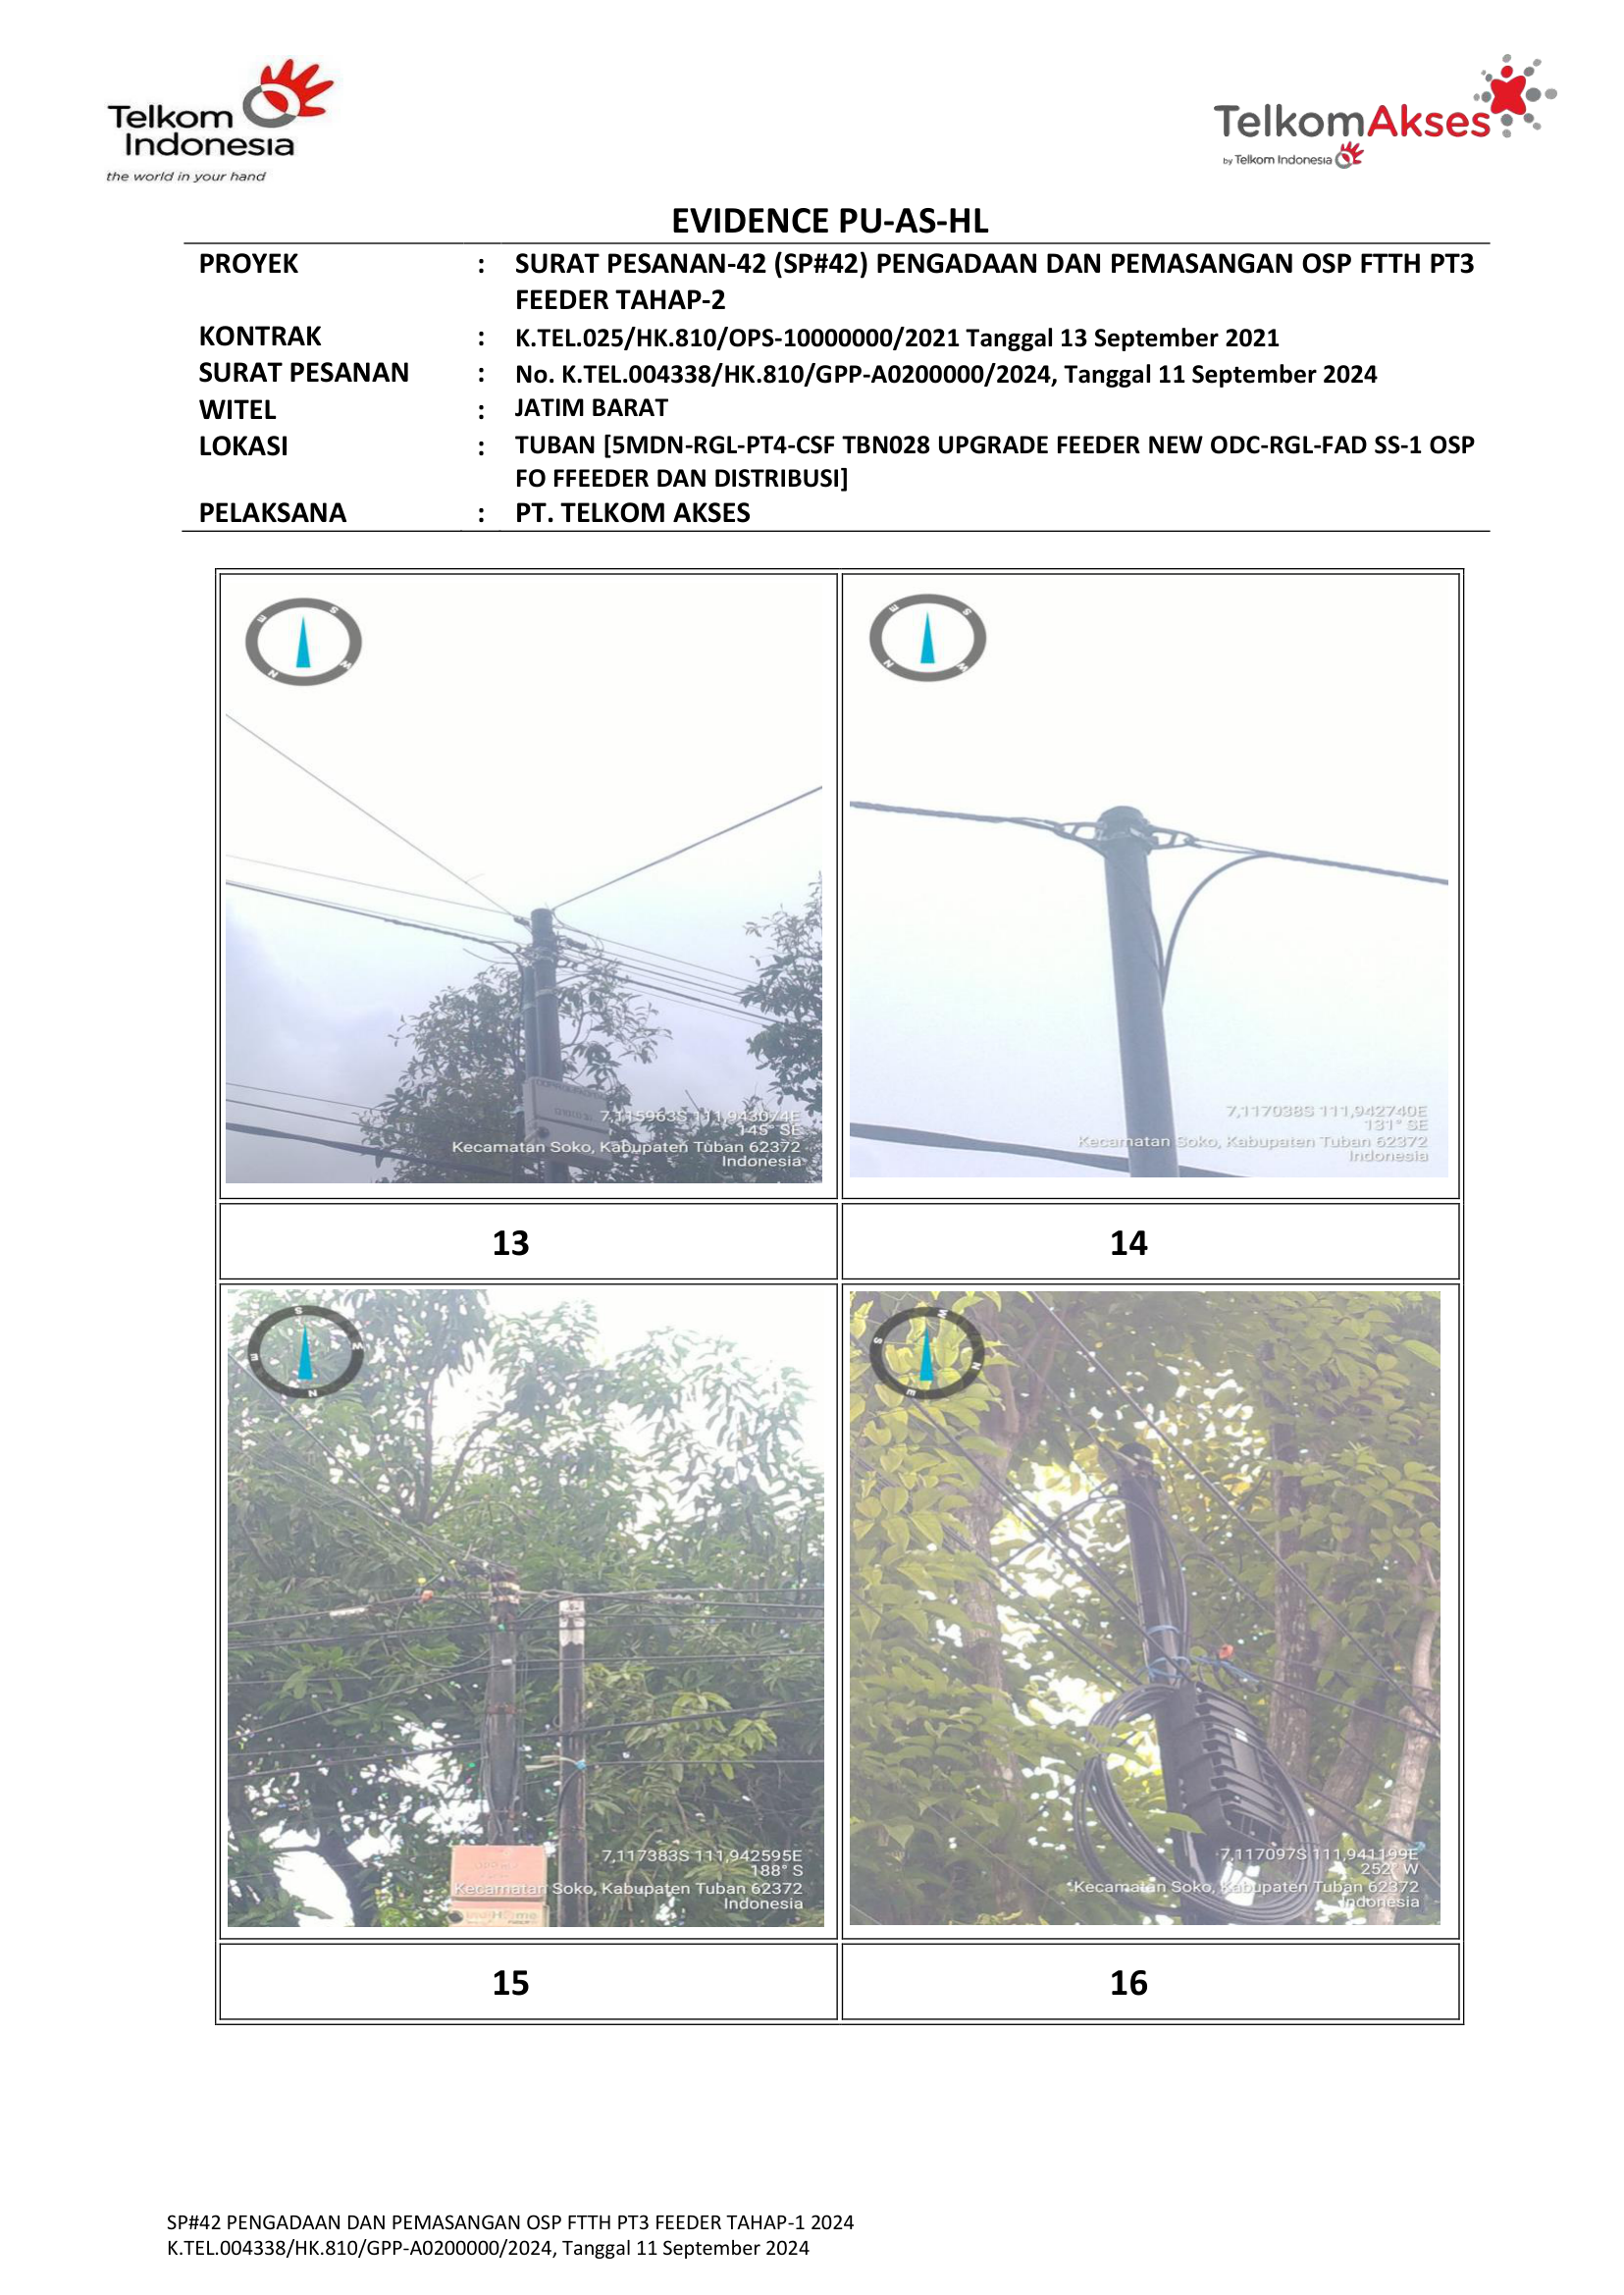 Telkom
Indonesia
the world in your hand
TelkomAkses
by Telkom Indonesia
EVIDENCE PU-AS-HL
PROYEK : SURAT PESANAN-42 (SP#42) PENGADAAN DAN PEMASANGAN OSP FTTH PT3
FEEDER TAHAP-2
KONTRAK : K.TEL.025/HK.810/OPS-10000000/2021 Tanggal 13 September 2021
SURAT PESANAN : No. K.TEL.004338/HK.810/GPP-A0200000/2024, Tanggal 11 September 2024
WITEL : JATIM BARAT
LOKASI : TUBAN [5MDN-RGL-PT4-CSF TBN028 UPGRADE FEEDER NEW ODC-RGL-FAD SS-1 OSP
FO FFEEDER DAN DISTRIBUSI]
PELAKSANA : PT. TELKOM AKSES
S
E
W
N
7,115963S 111,943074E
145° SE
Kecamatan Soko, Kabupaten Tuban 62372
Indonesia
S
E
W
N
7,117038S 111,942740E
131° SE
Kecamatan Soko, Kabupaten Tuban 62372
Indonesia
13
14
S
W
E
N
7,117383S 111,942595E
188° S
Kecamatan Soko, Kabupaten Tuban 62372
Indonesia
W
S
N
E
7,117097S 111,941199E
252° W
Kecamatan Soko, Kabupaten Tuban 62372
Indonesia
15
16
SP#42 PENGADAAN DAN PEMASANGAN OSP FTTH PT3 FEEDER TAHAP-1 2024
K.TEL.004338/HK.810/GPP-A0200000/2024, Tanggal 11 September 2024